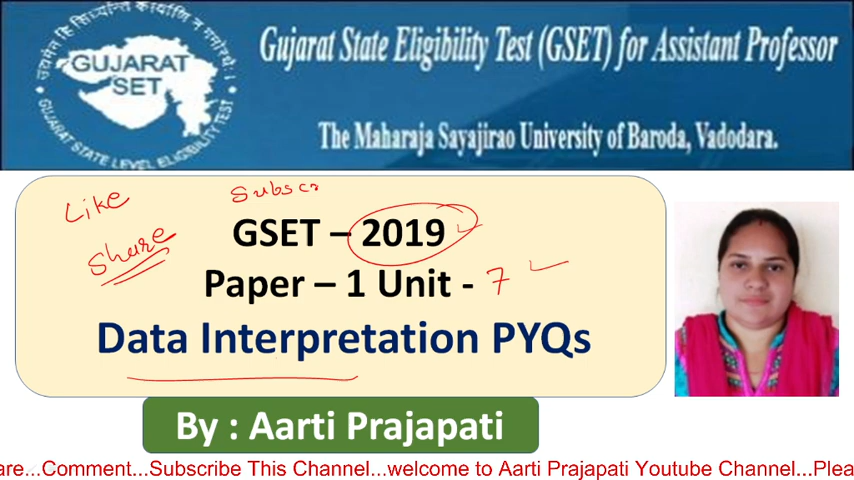 GUJARAT
SET
GUJARAT STATE LEVEL ELIGIBILITY TEST
Gujarat State Eligibility Test (GSET) for Assistant Professor
The Maharaja Sayajirao University of Baroda, Vadodara.
Like
Share
Subsc
GSET – 2019
Paper – 1 Unit - 7
Data Interpretation PYQs
By : Aarti Prajapati
are...Comment...Subscribe This Channel...welcome to Aarti Prajapati Youtube Channel...Plea